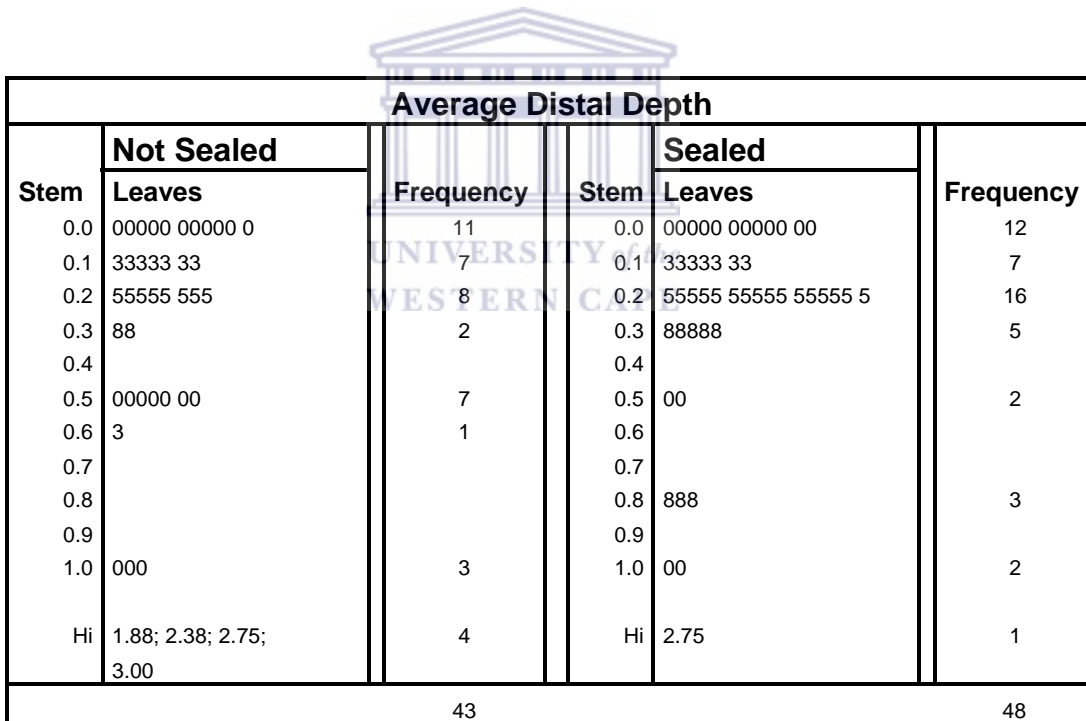 Average Distal Depth
Not Sealed Sealed
Stem Leaves Frequency Stem Leaves Frequency
0.0 00000 00000 0 11 0.0 00000 00000 00 12
0.1 33333 33 7 0.1 33333 33 7
0.2 55555 555 8 0.2 55555 55555 55555 5 16
0.3 88 2 0.3 88888 5
0.4 0.4
0.5 00000 00 7 0.5 00 2
0.6 3 1 0.6
0.7 0.7
0.8 0.8 888 3
0.9 0.9
1.0 000 3 1.0 00 2
Hi 1.88; 2.38; 2.75; 4 Hi 2.75 1
3.00
43 48
UNIVERSITY of the
WESTERN CAPE